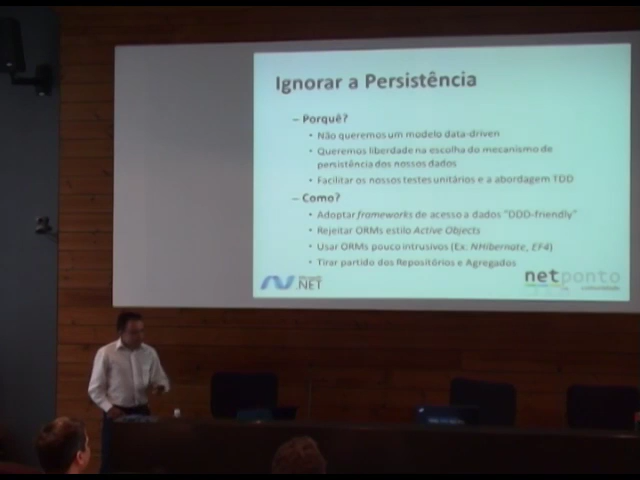 Ignorar a Persistência
– Porquê?
• Não queremos um modelo data-driven
• Queremos liberdade na escolha do mecanismo de
persistência dos nossos dados
• Facilitar os nossos testes unitários e a abordagem TDD
– Como?
• Adoptar frameworks de acesso a dados "DDD-friendly"
• Rejeitar ORMs estilo Active Objects
• Usar ORMs pouco intrusivos (Ex: NHibernate, EF4)
• Tirar partido dos Repositórios e Agregados
.NET
netponto